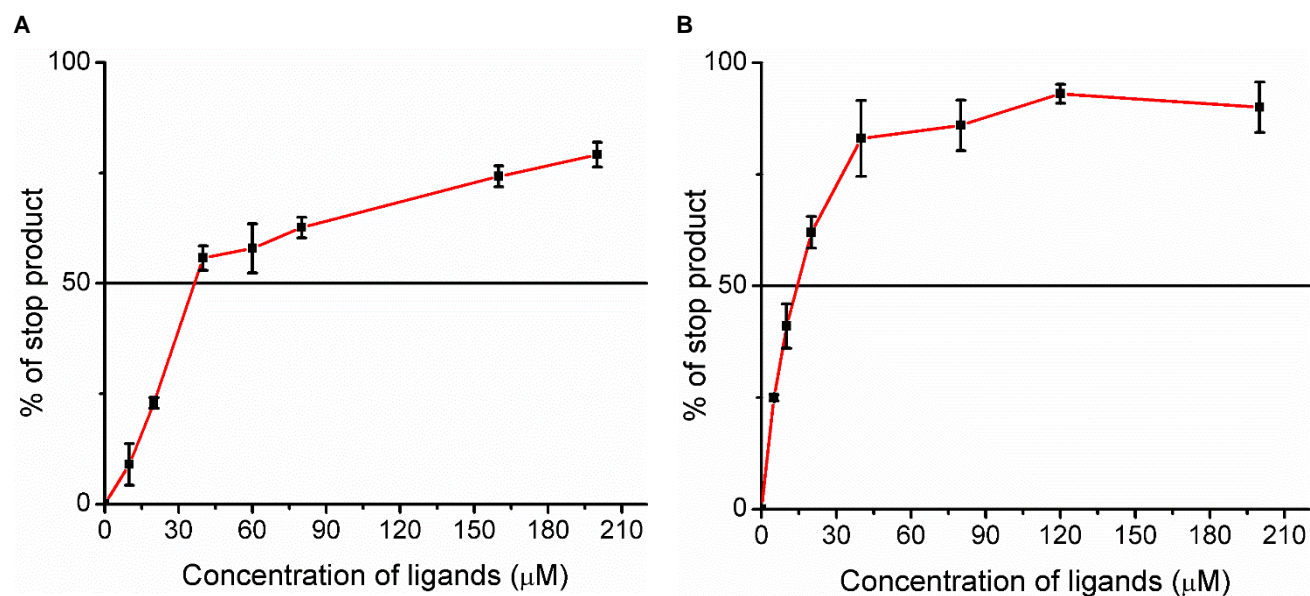 A
100
50
0
% of stop product
0 30 60 90 120 150 180 210
Concentration of ligands (μM)
B
100
50
0
% of stop product
0 30 60 90 120 150 180 210
Concentration of ligands (μM)